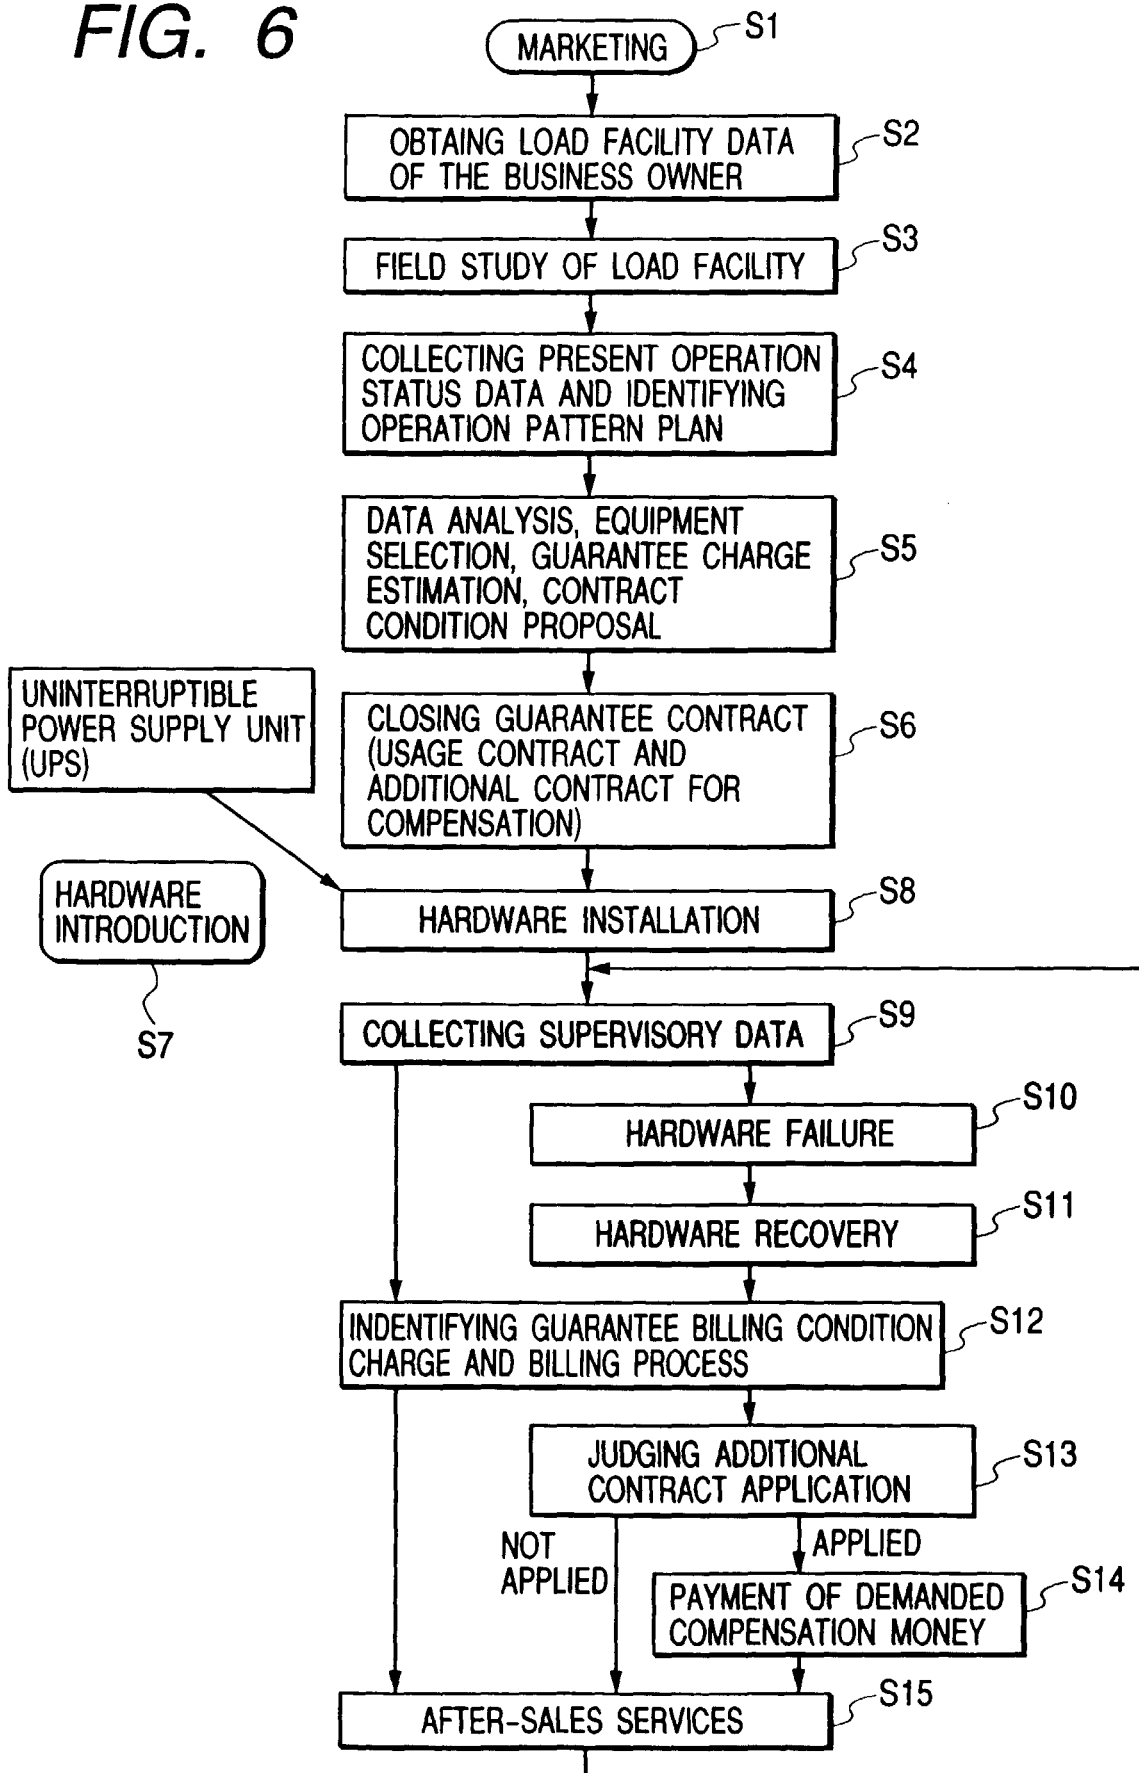 FIG. 6
MARKETING
S1
OBTAING LOAD FACILITY DATA
OF THE BUSINESS OWNER
S2
FIELD STUDY OF LOAD FACILITY
S3
COLLECTING PRESENT OPERATION
STATUS DATA AND IDENTIFYING
OPERATION PATTERN PLAN
S4
DATA ANALYSIS, EQUIPMENT
SELECTION, GUARANTEE CHARGE
ESTIMATION, CONTRACT
CONDITION PROPOSAL
S5
UNINTERRUPTIBLE
POWER SUPPLY UNIT
(UPS)
CLOSING GUARANTEE CONTRACT
(USAGE CONTRACT AND
ADDITIONAL CONTRACT FOR
COMPENSATION)
S6
HARDWARE
INTRODUCTION
S7
HARDWARE INSTALLATION
S8
COLLECTING SUPERVISORY DATA
S9
HARDWARE FAILURE
S10
HARDWARE RECOVERY
S11
INDENTIFYING GUARANTEE BILLING CONDITION
CHARGE AND BILLING PROCESS
S12
JUDGING ADDITIONAL
CONTRACT APPLICATION
S13
NOT
APPLIED
APPLIED
PAYMENT OF DEMANDED
COMPENSATION MONEY
S14
AFTER-SALES SERVICES
S15